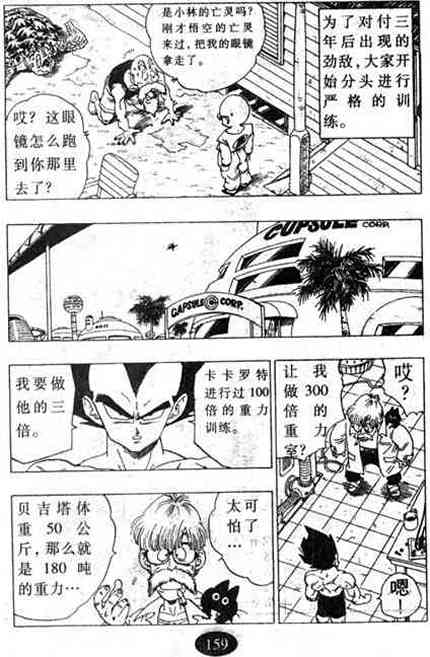 为了对付三
年后出现的
劲敌,大家开
始分头进行
严格的训
练。
是小林的亡灵吗?
刚才悟空的亡灵
来过,把我的眼镜
拿走了。
哎?这眼
镜怎么跑
到你那里
去了?
CAPSULE CORP.
CAPSULE CORP.
哎?
让我
做300
倍的
重力
室?
嗯!
卡卡罗特
进行过100
倍的重力
训练。
我要做
他的三
倍。
太可
怕了
…
贝吉塔体
重50公
斤,那么就
是180吨
的重力…
159